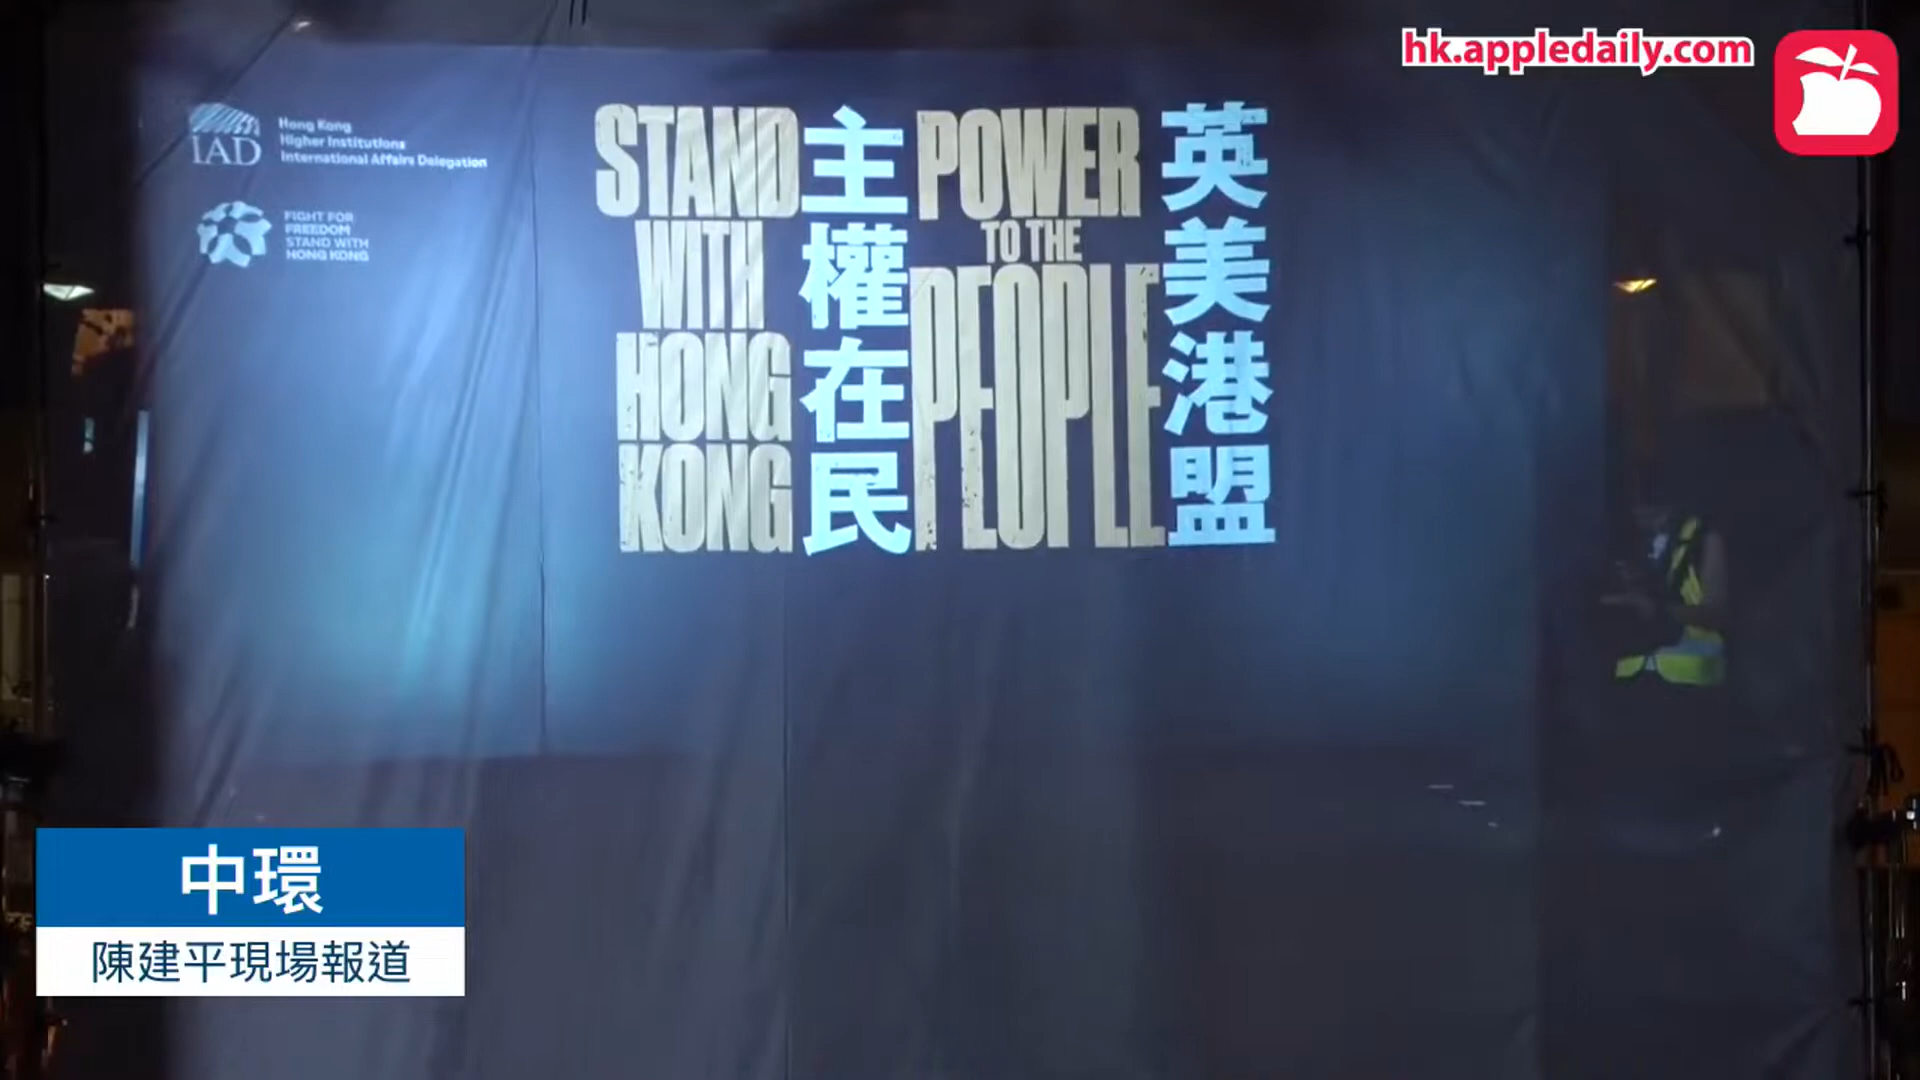 hk.appledaily.com
IAD
Hong Kong
Higher Institutions
International Affairs Delegation
FIGHT FOR
FREEDOM
STAND WITH
HONG KONG
STAND
WITH
HONG
KONG
主權在民
POWER
TO THE
PEOPLE
英美港盟
中環
陳建平現場報道